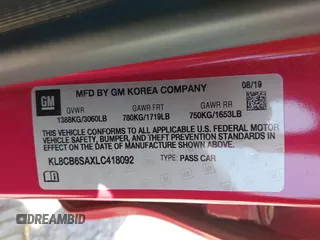 GM
MFD BY GM KOREA COMPANY
08/19
GVWR GAWR FRT GAWR RR
1388KG/3060LB 780KG/1719LB 750KG/1653LB
THIS VEHICLE CONFORMS TO ALL APPLICABLE U.S. FEDERAL MOTOR
VEHICLE SAFETY, BUMPER, AND THEFT PREVENTION STANDARDS IN
EFFECT ON THE DATE OF MANUFACTURE SHOWN ABOVE.
KL8CB6SAXLC418092 TYPE: PASS CAR
DREAMBID